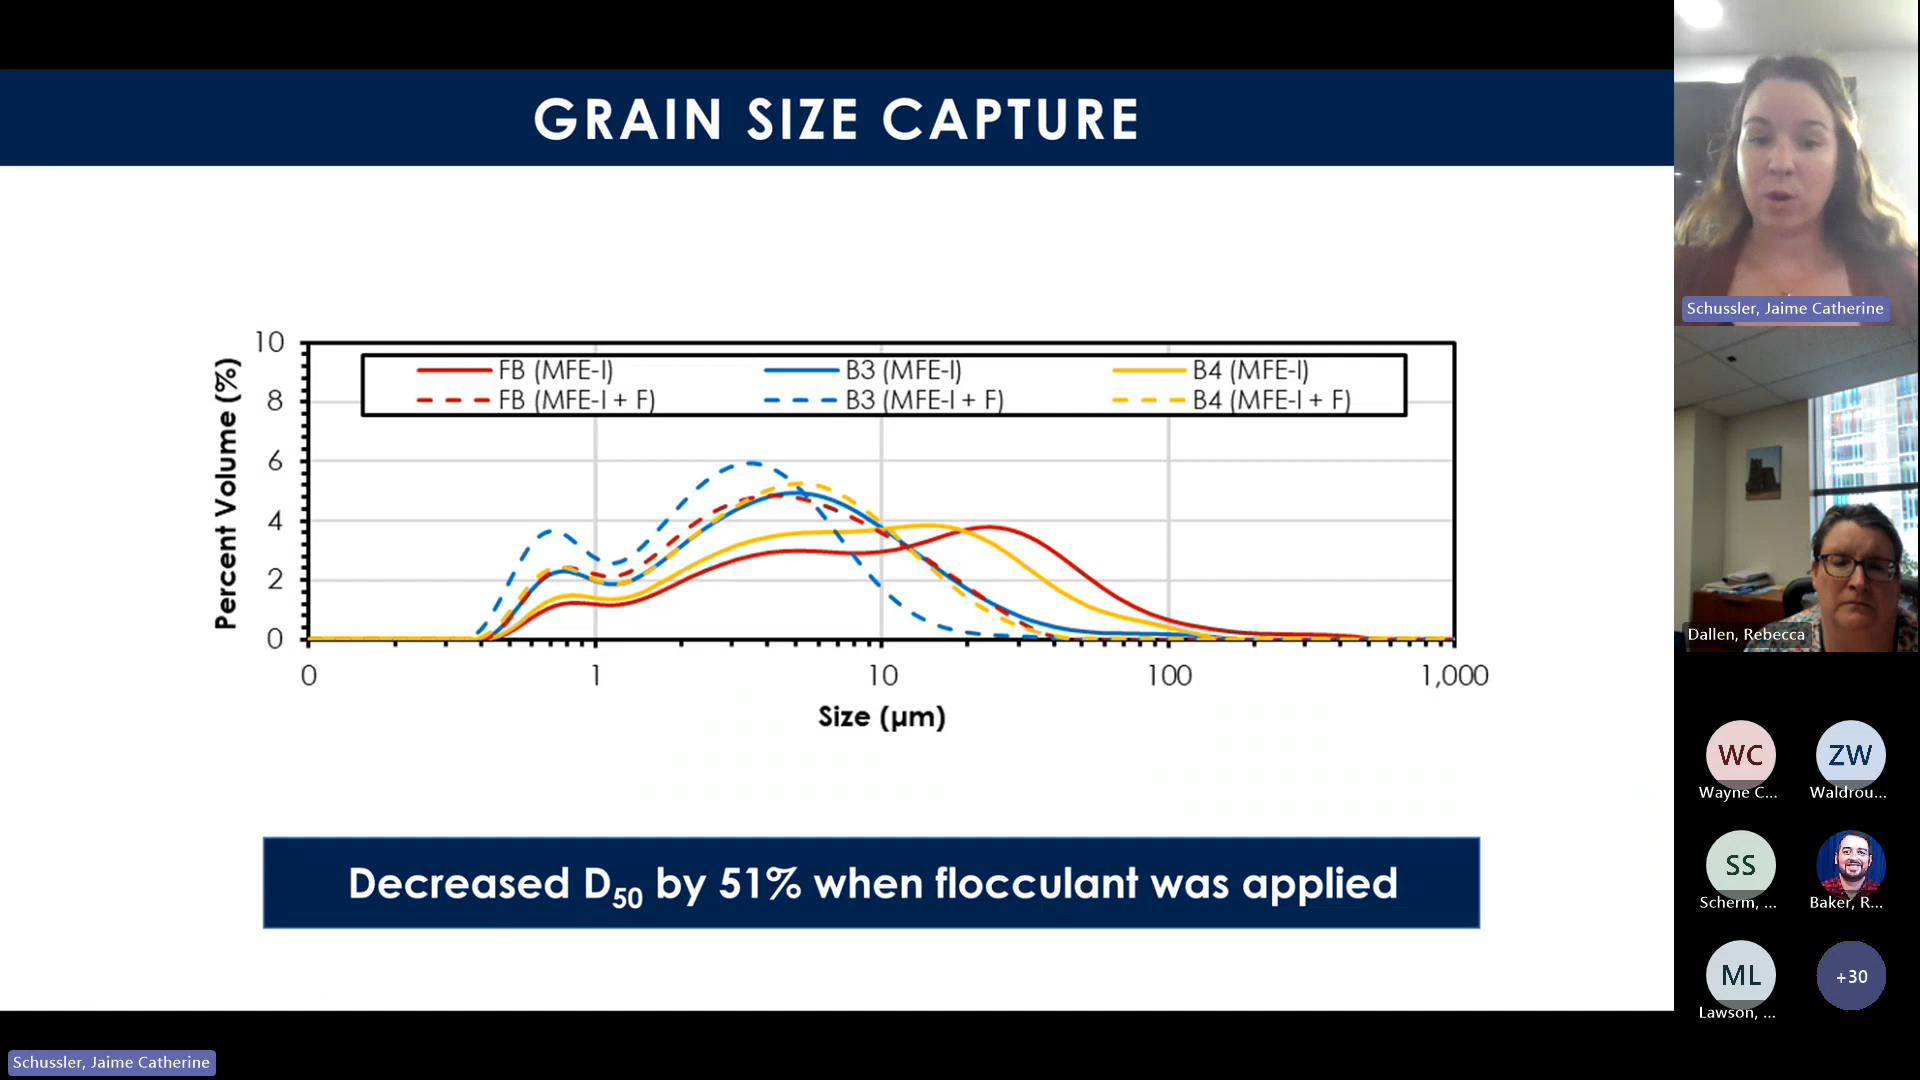 GRAIN SIZE CAPTURE
Percent Volume (%)
10
8
6
4
2
0
FB (MFE-I)
B3 (MFE-I)
B4 (MFE-I)
FB (MFE-I + F)
B3 (MFE-I + F)
B4 (MFE-I + F)
0
1
10
100
1,000
Size (µm)
Decreased D50 by 51% when flocculant was applied
Schussler, Jaime Catherine
Schussler, Jaime Catherine
Dallen, Rebecca
WC
Wayne C...
ZW
Waldrou...
SS
Scherm, ...
Baker, R...
ML
Lawson, ...
+30